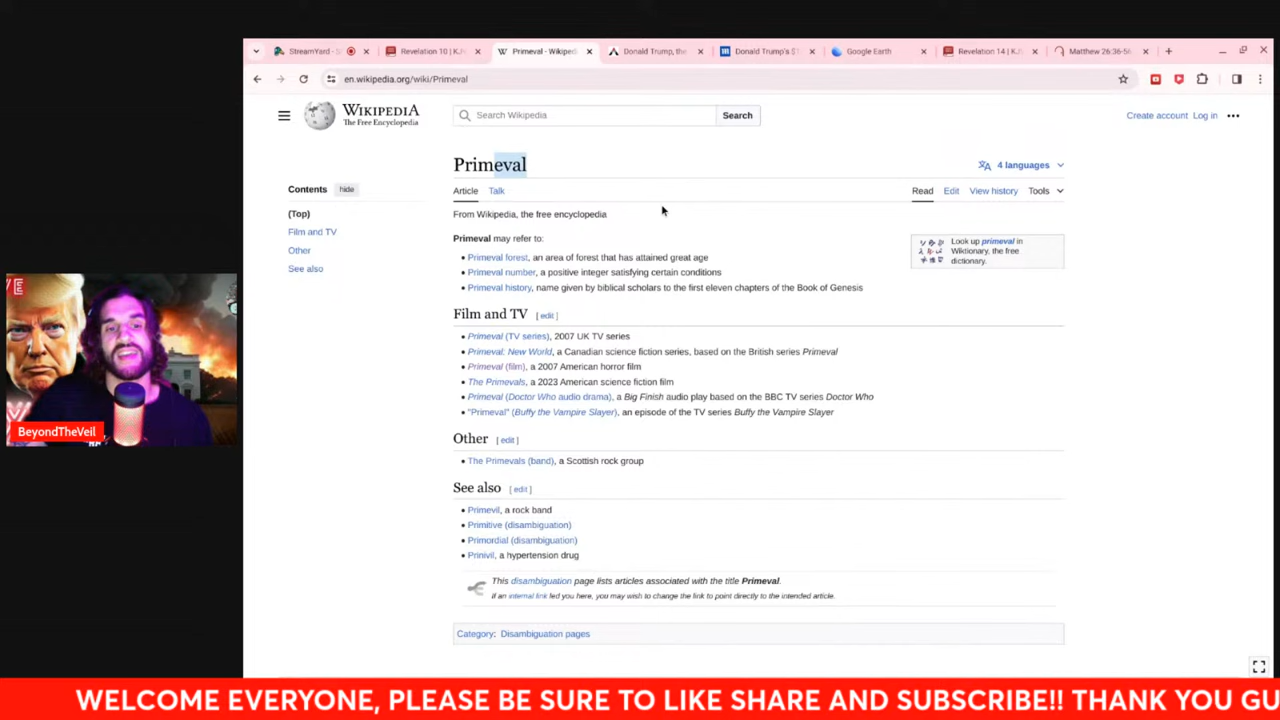 StreamYard - S
Revelation 10 | KJ
Primeval - Wikipedi
Donald Trump, the
Donald Trump's $1
Google Earth
Revelation 14 | KJ
Matthew 26:36-56
en.wikipedia.org/wiki/Primeval
WIKIPEDIA
The Free Encyclopedia
Search Wikipedia
Search
Create account Log in
Primeval
4 languages
Contents hide
Article Talk
Read Edit View history Tools
(Top)
Film and TV
Other
See also
From Wikipedia, the free encyclopedia
Primeval may refer to:
Look up primeval in
Wiktionary, the free
dictionary.
• Primeval forest, an area of forest that has attained great age
• Primeval number, a positive integer satisfying certain conditions
• Primeval history, name given by biblical scholars to the first eleven chapters of the Book of Genesis
Film and TV [ edit ]
• Primeval (TV series), 2007 UK TV series
• Primeval: New World, a Canadian science fiction series, based on the British series Primeval
• Primeval (film), a 2007 American horror film
• The Primevals, a 2023 American science fiction film
• Primeval (Doctor Who audio drama), a Big Finish audio play based on the BBC TV series Doctor Who
• "Primeval" (Buffy the Vampire Slayer), an episode of the TV series Buffy the Vampire Slayer
Other [ edit ]
• The Primevals (band), a Scottish rock group
See also [ edit ]
• Primevil, a rock band
• Primitive (disambiguation)
• Primordial (disambiguation)
• Prinivil, a hypertension drug
This disambiguation page lists articles associated with the title Primeval.
If an internal link led you here, you may wish to change the link to point directly to the intended article.
Category: Disambiguation pages
BeyondTheVeil
WELCOME EVERYONE, PLEASE BE SURE TO LIKE SHARE AND SUBSCRIBE!! THANK YOU GU